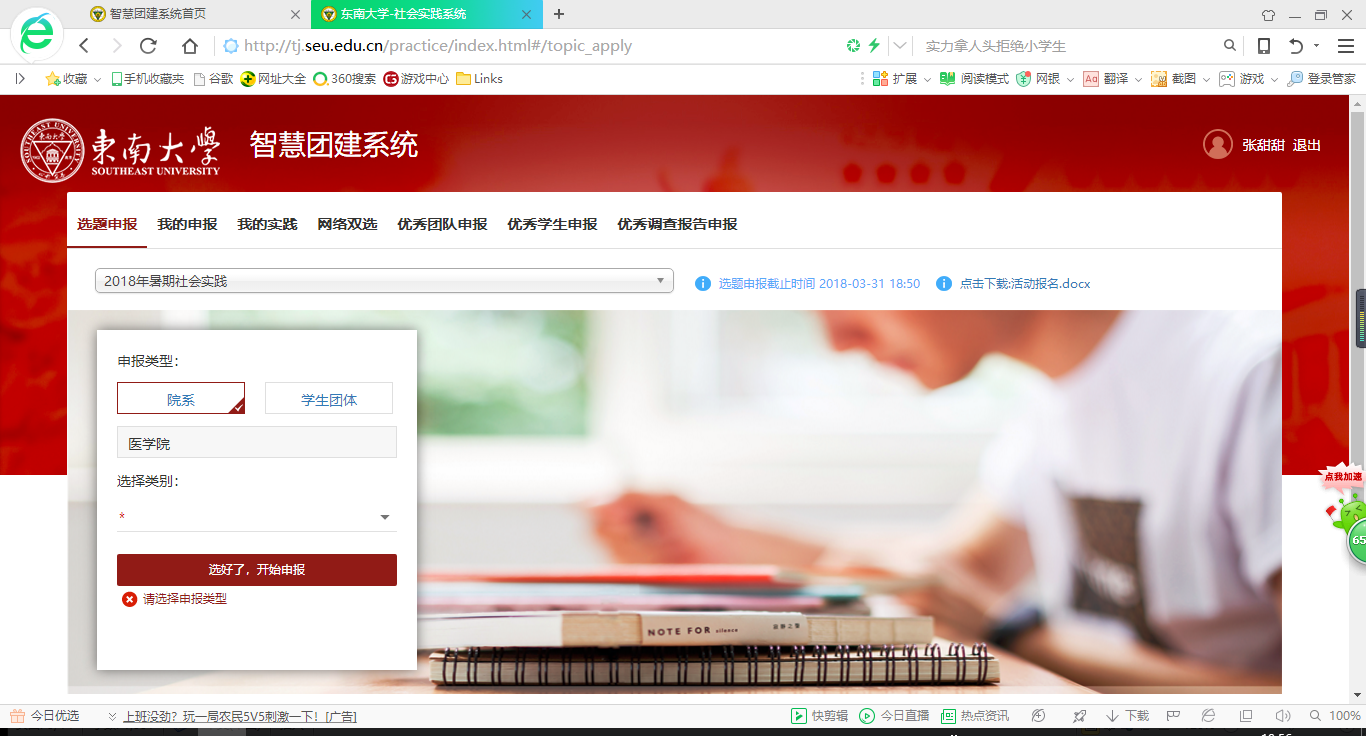 智慧团建系统首页
东南大学-社会实践系统
http://tj.seu.edu.cn/practice/index.html#/topic_apply
实力拿人头拒绝小学生
收藏 手机收藏夹 谷歌 网址大全 360搜索 游戏中心 Links
扩展 阅读模式 网银 翻译 截图 游戏 登录管家
東南大學
SOUTHEAST UNIVERSITY
智慧团建系统
张甜甜 退出
选题申报 我的申报 我的实践 网络双选 优秀团队申报 优秀学生申报 优秀调查报告申报
2018年暑期社会实践
选题申报截止时间 2018-03-31 18:50
点击下载:活动报名.docx
申报类型：
院系 学生团体
医学院
选择类别：
*
选好了，开始申报
请选择申报类型
NOTE FOR silence
点我加速
65
今日优选
上班没劲？玩一局农民5V5刺激一下！[广告]
快剪辑 今日直播 热点资讯 下载 100%